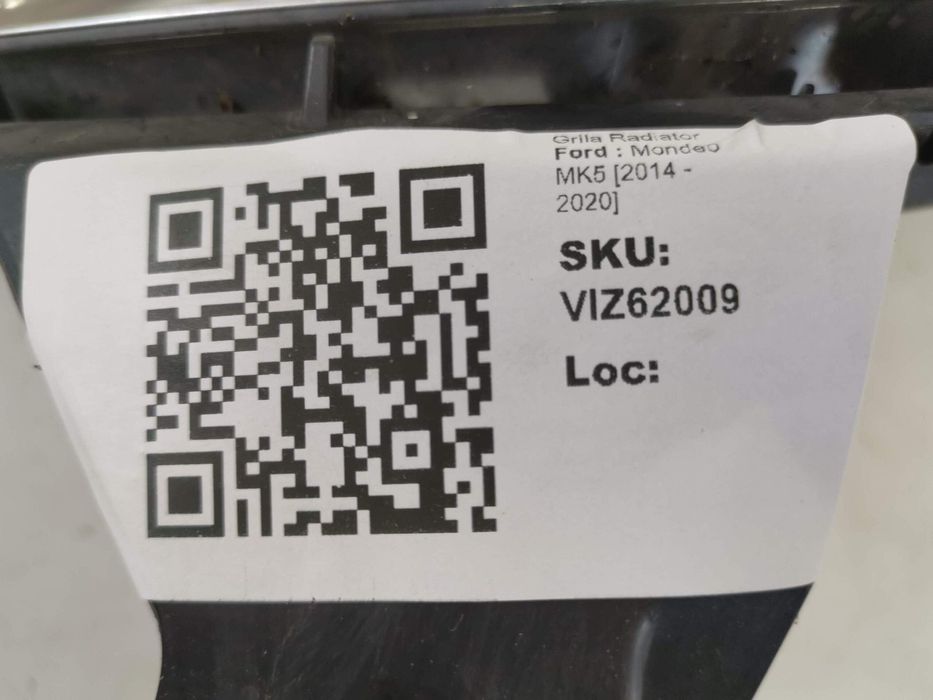 Grila Radiator
Ford : Mondeo
MK5 [2014 -
2020]
SKU:
VIZ62009
Loc: